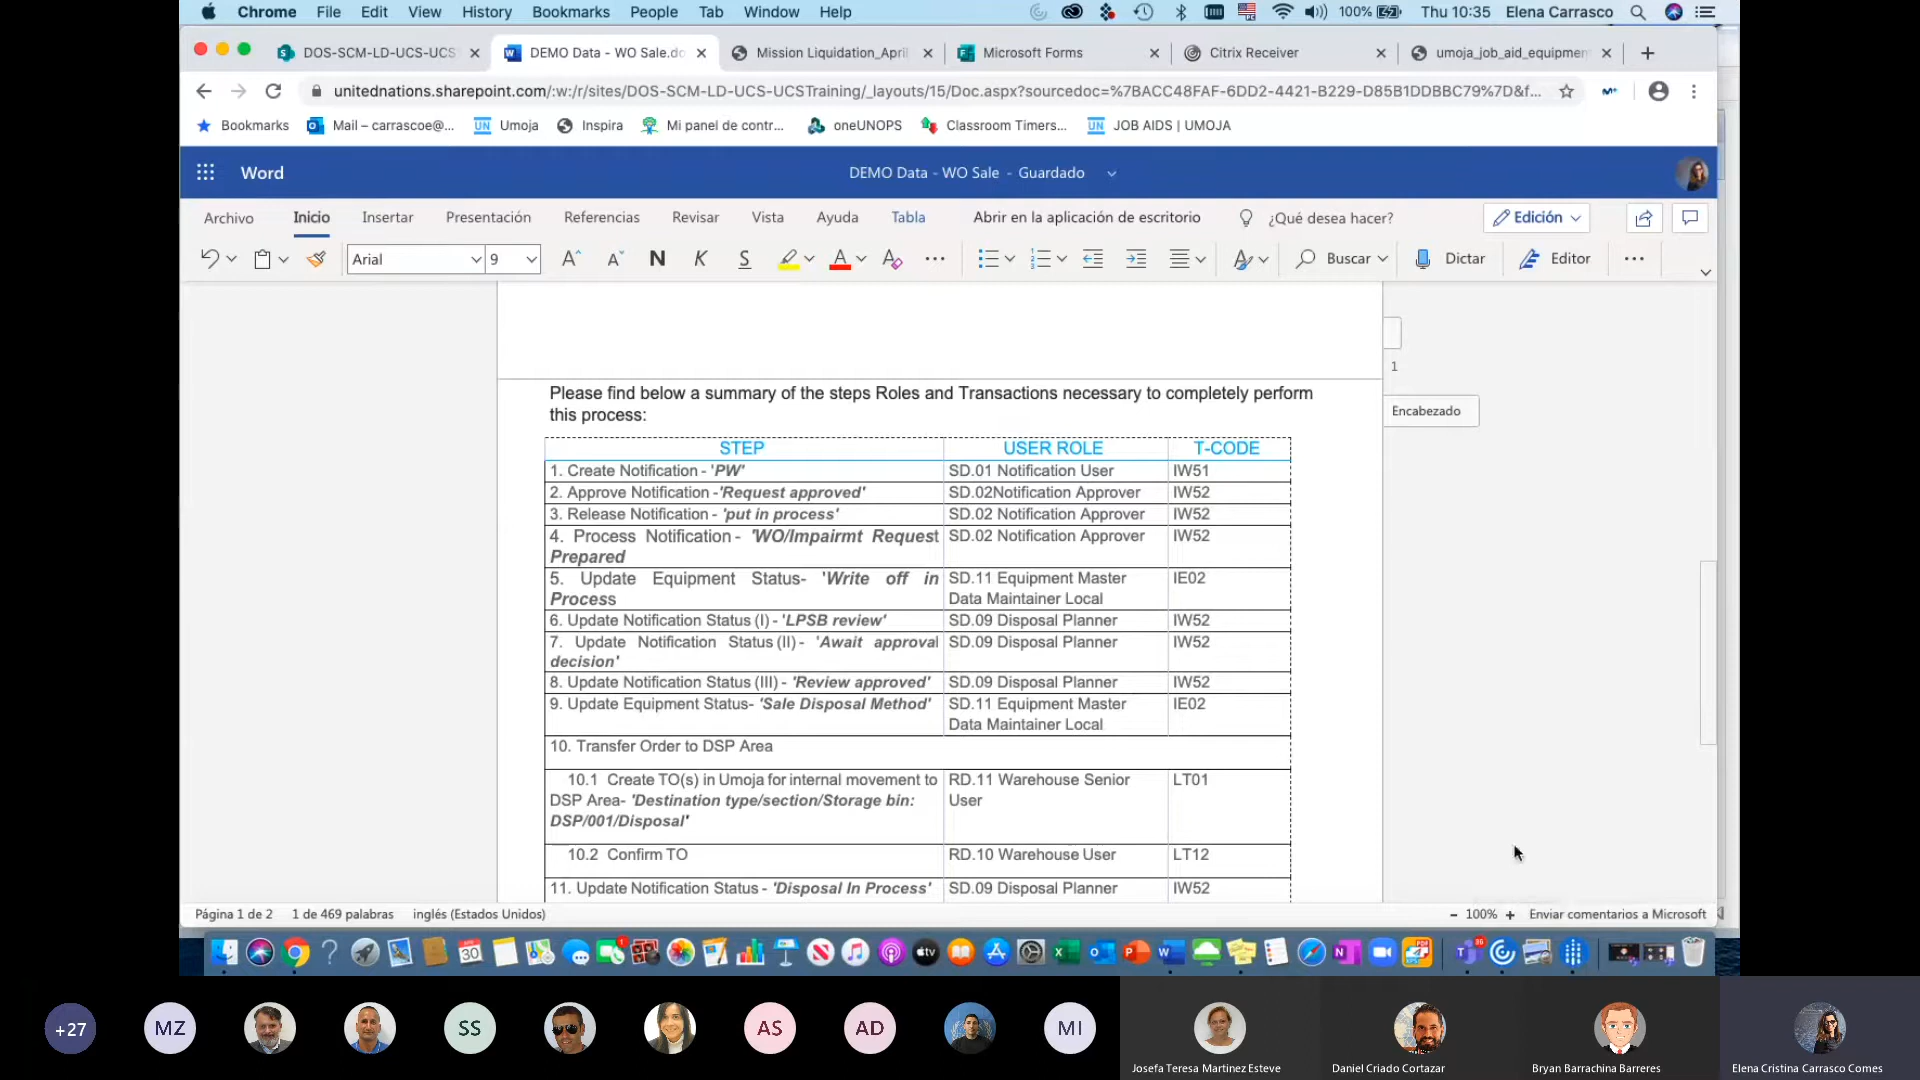 Chrome File Edit View History Bookmarks People Tab Window Help 100% Thu 10:35 Elena Carrasco
DOS-SCM-LD-UCS-UCS DEMO Data - WO Sale.do Mission Liquidation_April Microsoft Forms Citrix Receiver umoja_job_aid_equipmen
unitednations.sharepoint.com/:w:/r/sites/DOS-SCM-LD-UCS-UCSTraining/_layouts/15/Doc.aspx?sourcedoc=%7BACC48FAF-6DD2-4421-B229-D85B1DDBBC79%7D&f...
Bookmarks Mail – carrascoe@... UN Umoja Inspira Mi panel de contr... oneUNOPS Classroom Timers... UN JOB AIDS | UMOJA
Word DEMO Data - WO Sale - Guardado
Archivo Inicio Insertar Presentación Referencias Revisar Vista Ayuda Tabla Abrir en la aplicación de escritorio ¿Qué desea hacer? Edición
Arial 9 A A N K S A A ... Buscar Dictar Editor ...
1
Encabezado
Please find below a summary of the steps Roles and Transactions necessary to completely perform
this process:
STEP USER ROLE T-CODE
1. Create Notification - 'PW' SD.01 Notification User IW51
2. Approve Notification -'Request approved' SD.02Notification Approver IW52
3. Release Notification - 'put in process' SD.02 Notification Approver IW52
4. Process Notification - 'WO/Impairmt Request SD.02 Notification Approver IW52
Prepared
5. Update Equipment Status- 'Write off in SD.11 Equipment Master IE02
Process Data Maintainer Local
6. Update Notification Status (I) - 'LPSB review' SD.09 Disposal Planner IW52
7. Update Notification Status (II) - 'Await approval SD.09 Disposal Planner IW52
decision'
8. Update Notification Status (III) - 'Review approved' SD.09 Disposal Planner IW52
9. Update Equipment Status- 'Sale Disposal Method' SD.11 Equipment Master IE02
Data Maintainer Local
10. Transfer Order to DSP Area
10.1 Create TO(s) in Umoja for internal movement to RD.11 Warehouse Senior LT01
DSP Area- 'Destination type/section/Storage bin: User
DSP/001/Disposal'
10.2 Confirm TO RD.10 Warehouse User LT12
11. Update Notification Status - 'Disposal In Process' SD.09 Disposal Planner IW52
Página 1 de 2 1 de 469 palabras inglés (Estados Unidos) - 100% + Enviar comentarios a Microsoft
+27 MZ SS AS AD MI
Josefa Teresa Martinez Esteve Daniel Criado Cortazar Bryan Barrachina Barreres Elena Cristina Carrasco Comes